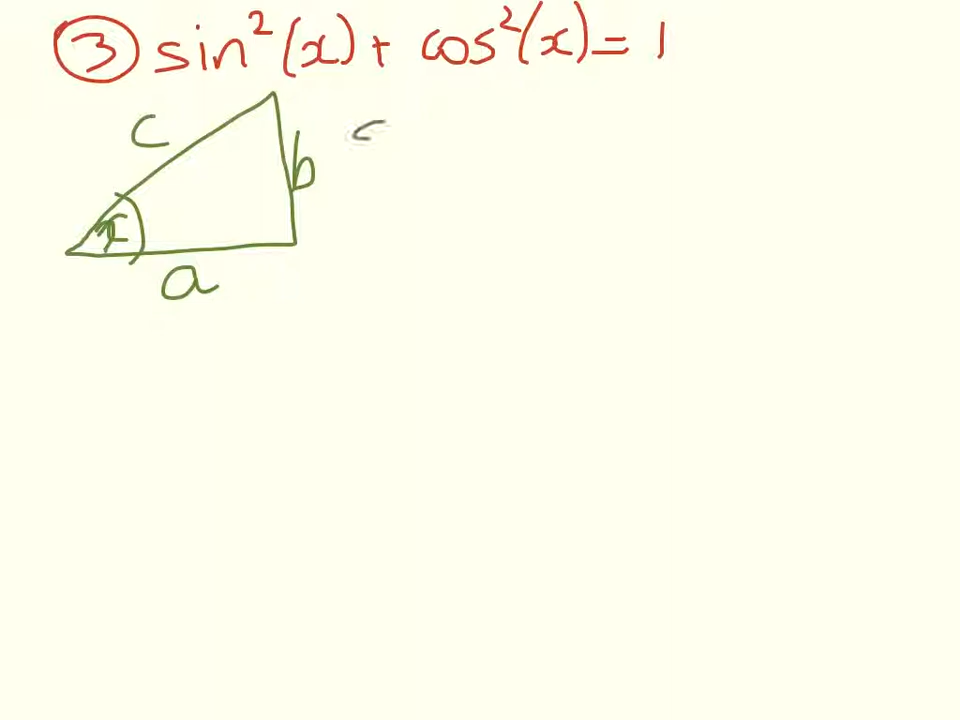 ③ sin²(x) + cos²(x) = 1
c
b
x
a